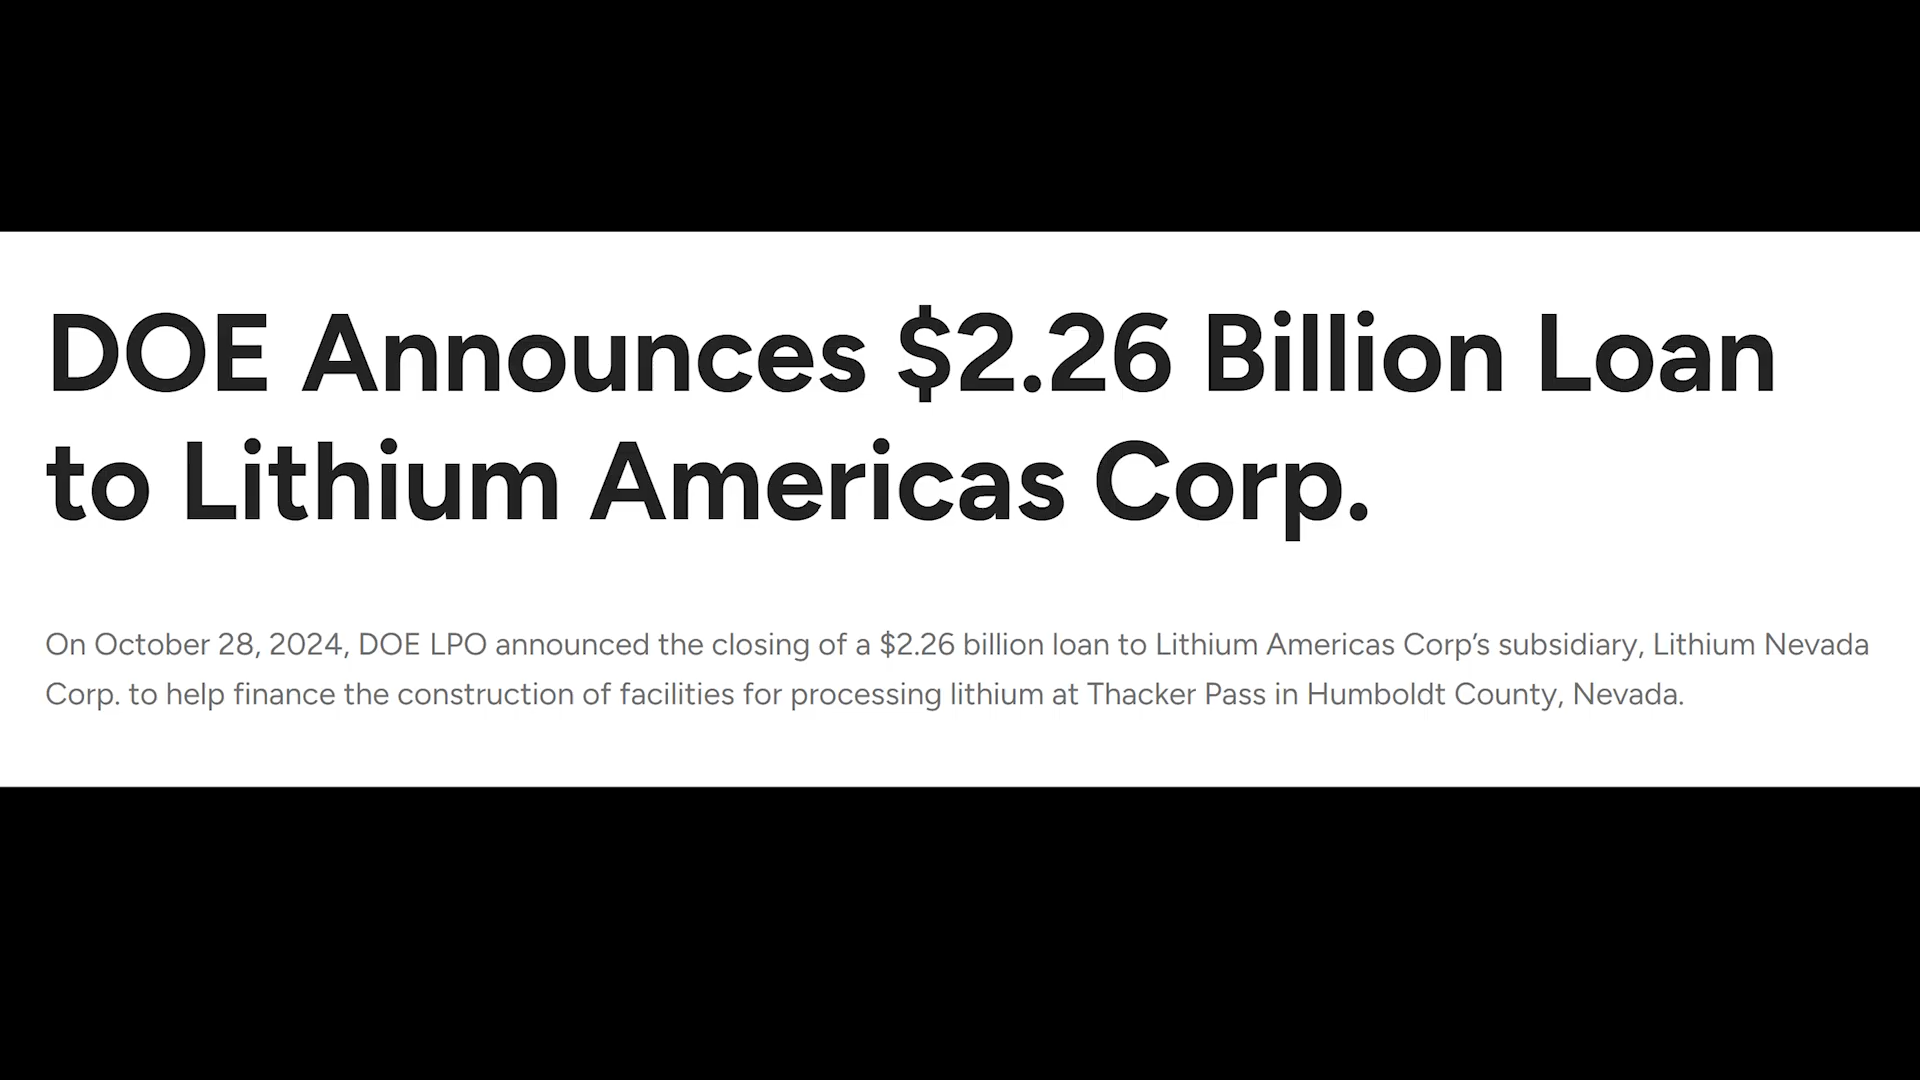 DOE Announces $2.26 Billion Loan
to Lithium Americas Corp.
On October 28, 2024, DOE LPO announced the closing of a $2.26 billion loan to Lithium Americas Corp’s subsidiary, Lithium Nevada
Corp. to help finance the construction of facilities for processing lithium at Thacker Pass in Humboldt County, Nevada.